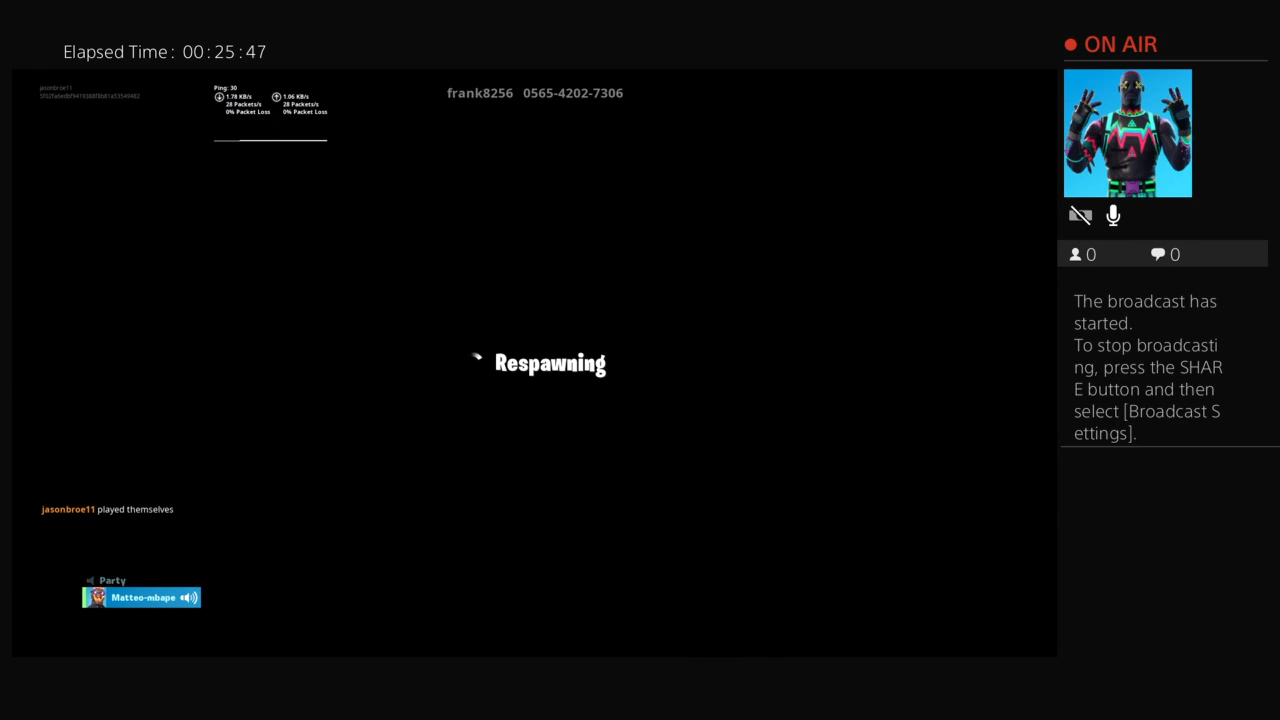 Elapsed Time: 00:25:47
ON AIR
jasonbroe11
Ping: 30
1.78 KB/s 1.06 KB/s
28 Packets/s 28 Packets/s
0% Packet Loss 0% Packet Loss
frank8256 0565-4202-7306
0 0
The broadcast has
started.
To stop broadcasti
ng, press the SHAR
E button and then
select [Broadcast S
ettings].
Respawning
jasonbroe11 played themselves
Party
Matteo-mbape